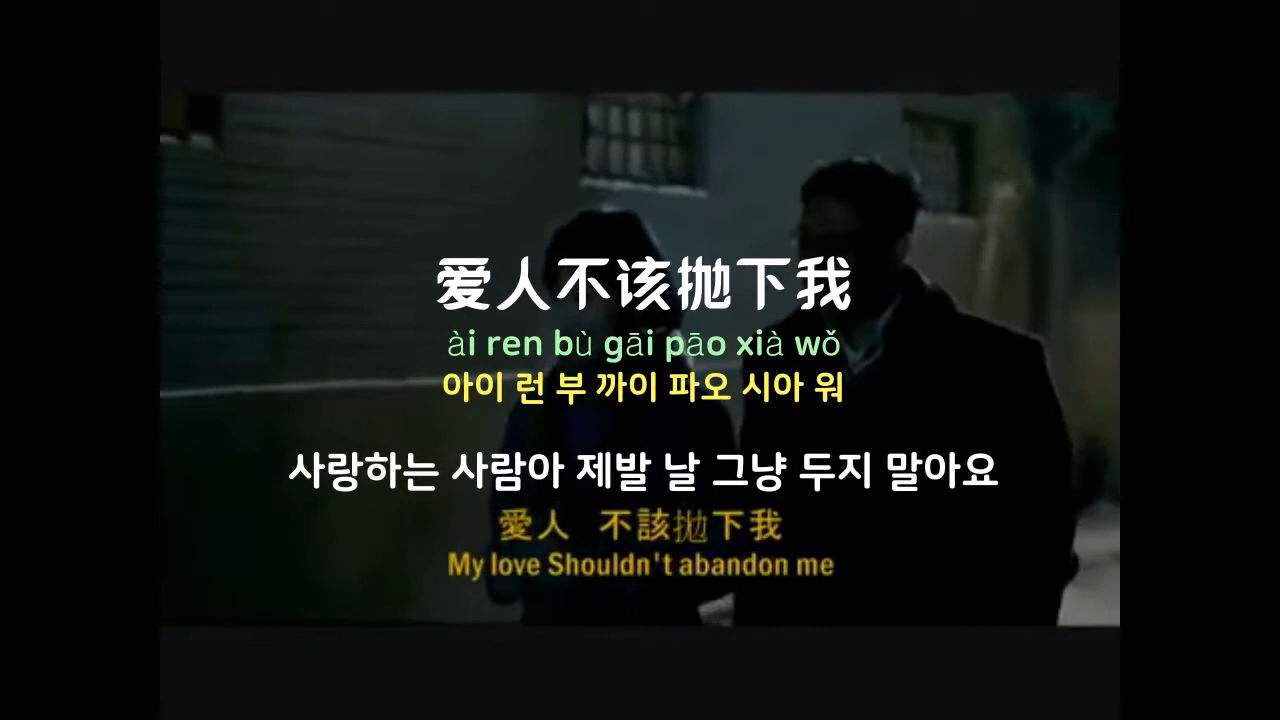 爱人不该抛下我
ài ren bù gāi pāo xià wǒ
아이 런 부 까이 파오 시아 워
사랑하는 사람아 제발 날 그냥 두지 말아요
愛人 不該拋下我
My love Shouldn't abandon me